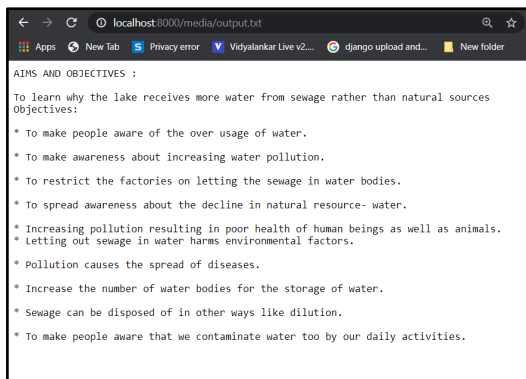 localhost:8000/media/output.txt
Apps New Tab S Privacy error V Vidyalankar Live v2.... G django upload and... New folder
AIMS AND OBJECTIVES :
To learn why the lake receives more water from sewage rather than natural sources
Objectives:
* To make people aware of the over usage of water.
* To make awareness about increasing water pollution.
* To restrict the factories on letting the sewage in water bodies.
* To spread awareness about the decline in natural resource- water.
* Increasing pollution resulting in poor health of human beings as well as animals.
* Letting out sewage in water harms environmental factors.
* Pollution causes the spread of diseases.
* Increase the number of water bodies for the storage of water.
* Sewage can be disposed of in other ways like dilution.
* To make people aware that we contaminate water too by our daily activities.